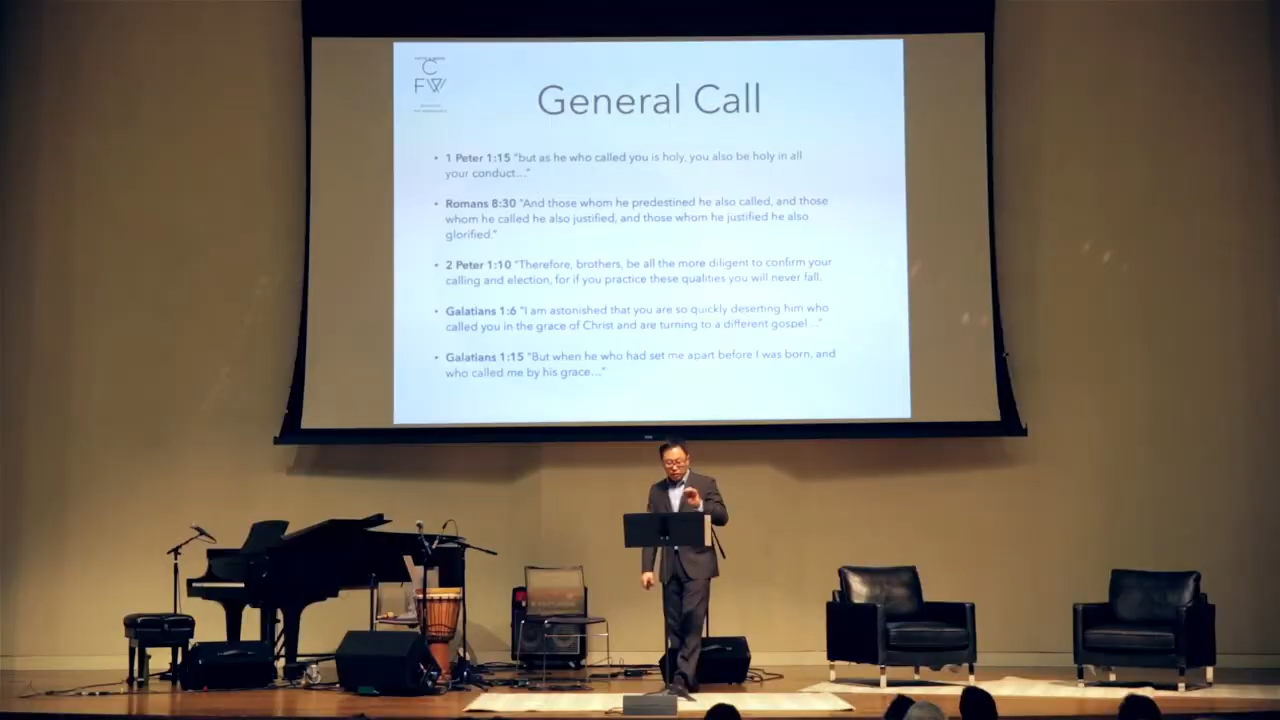 C
FW
General Call
• 1 Peter 1:15 "but as he who called you is holy, you also be holy in all
your conduct…"
• Romans 8:30 "And those whom he predestined he also called, and those
whom he called he also justified, and those whom he justified he also
glorified."
• 2 Peter 1:10 "Therefore, brothers, be all the more diligent to confirm your
calling and election, for if you practice these qualities you will never fall.
• Galatians 1:6 "I am astonished that you are so quickly deserting him who
called you in the grace of Christ and are turning to a different gospel…"
• Galatians 1:15 "But when he who had set me apart before I was born, and
who called me by his grace…"